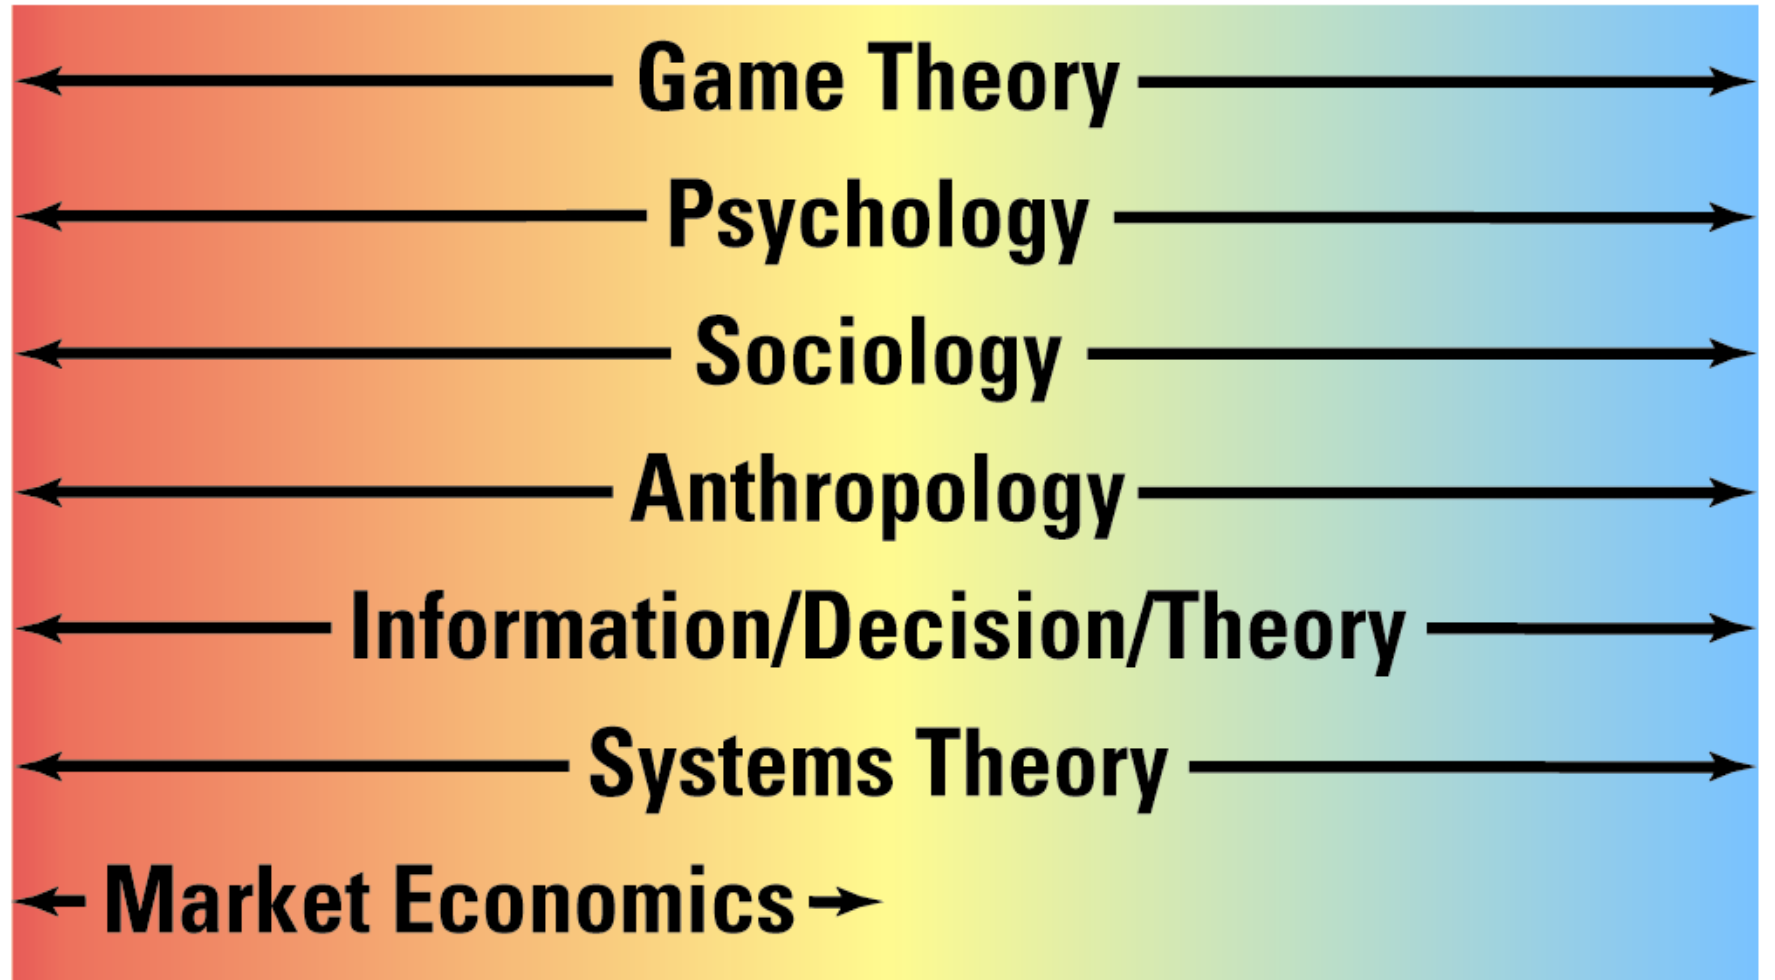 Game Theory
Psychology
Sociology
Anthropology
Information/Decision/Theory
Systems Theory
Market Economics